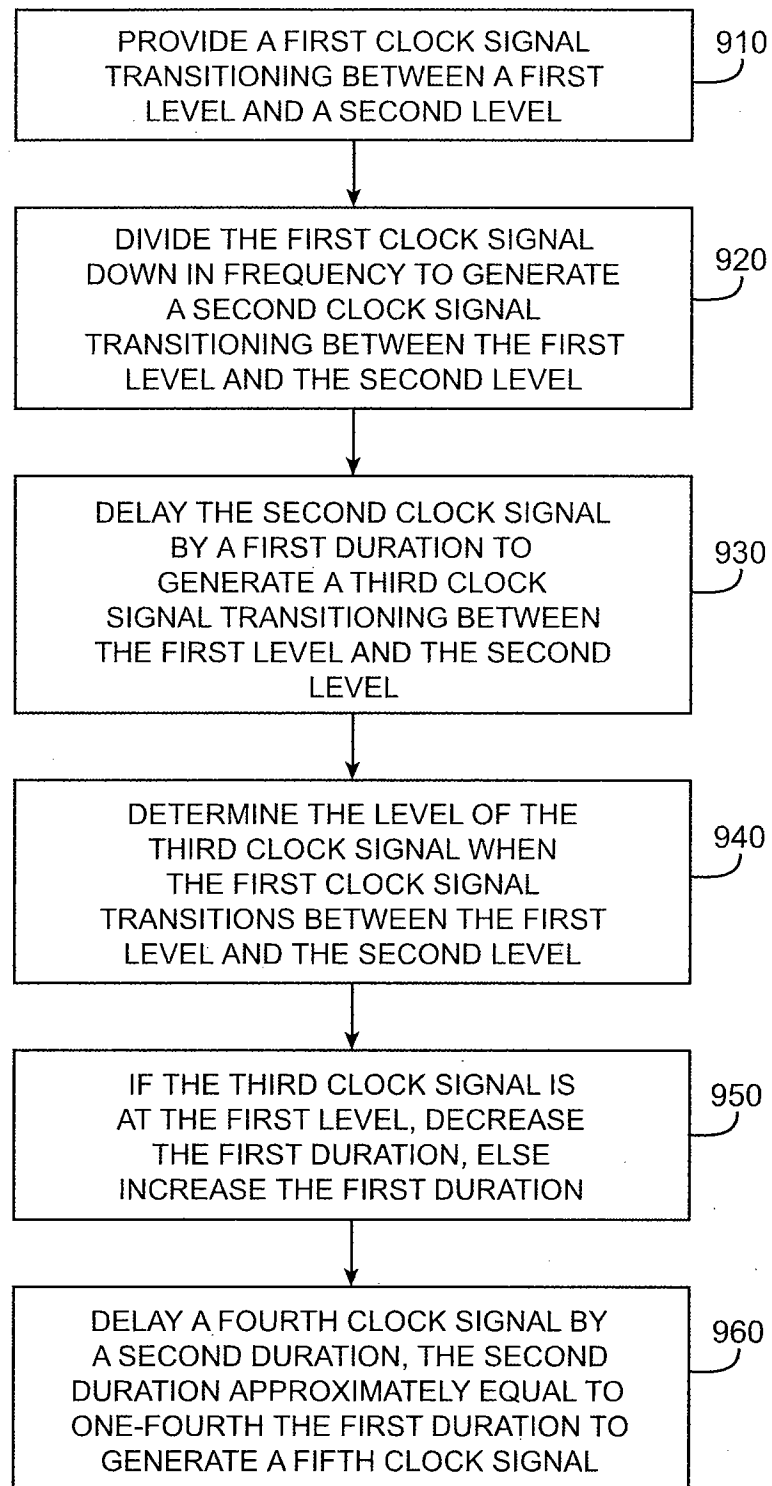 PROVIDE A FIRST CLOCK SIGNAL
TRANSITIONING BETWEEN A FIRST
LEVEL AND A SECOND LEVEL
910
DIVIDE THE FIRST CLOCK SIGNAL
DOWN IN FREQUENCY TO GENERATE
A SECOND CLOCK SIGNAL
TRANSITIONING BETWEEN THE FIRST
LEVEL AND THE SECOND LEVEL
920
DELAY THE SECOND CLOCK SIGNAL
BY A FIRST DURATION TO
GENERATE A THIRD CLOCK
SIGNAL TRANSITIONING BETWEEN
THE FIRST LEVEL AND THE SECOND
LEVEL
930
DETERMINE THE LEVEL OF THE
THIRD CLOCK SIGNAL WHEN
THE FIRST CLOCK SIGNAL
TRANSITIONS BETWEEN THE FIRST
LEVEL AND THE SECOND LEVEL
940
IF THE THIRD CLOCK SIGNAL IS
AT THE FIRST LEVEL, DECREASE
THE FIRST DURATION, ELSE
INCREASE THE FIRST DURATION
950
DELAY A FOURTH CLOCK SIGNAL BY
A SECOND DURATION, THE SECOND
DURATION APPROXIMATELY EQUAL TO
ONE-FOURTH THE FIRST DURATION TO
GENERATE A FIFTH CLOCK SIGNAL
960